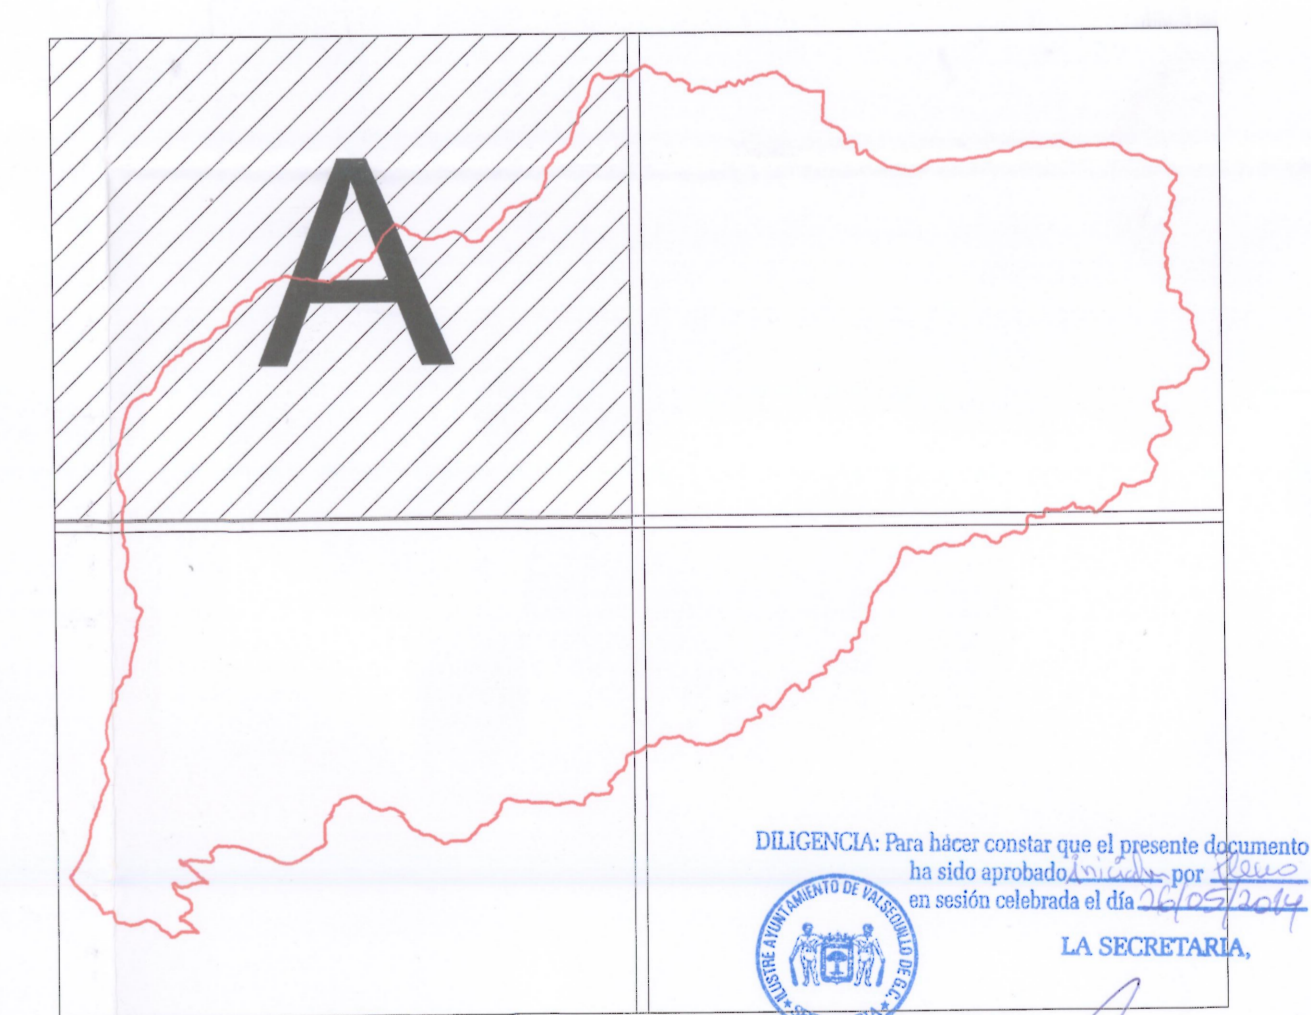 A
DILIGENCIA: Para hacer constar que el presente documento
ha sido aprobado inicial por Pleno
en sesión celebrada el día 26/05/2014
LA SECRETARIA,
ILUSTRE AYUNTAMIENTO DE VALSEQUILLO DE G.C.